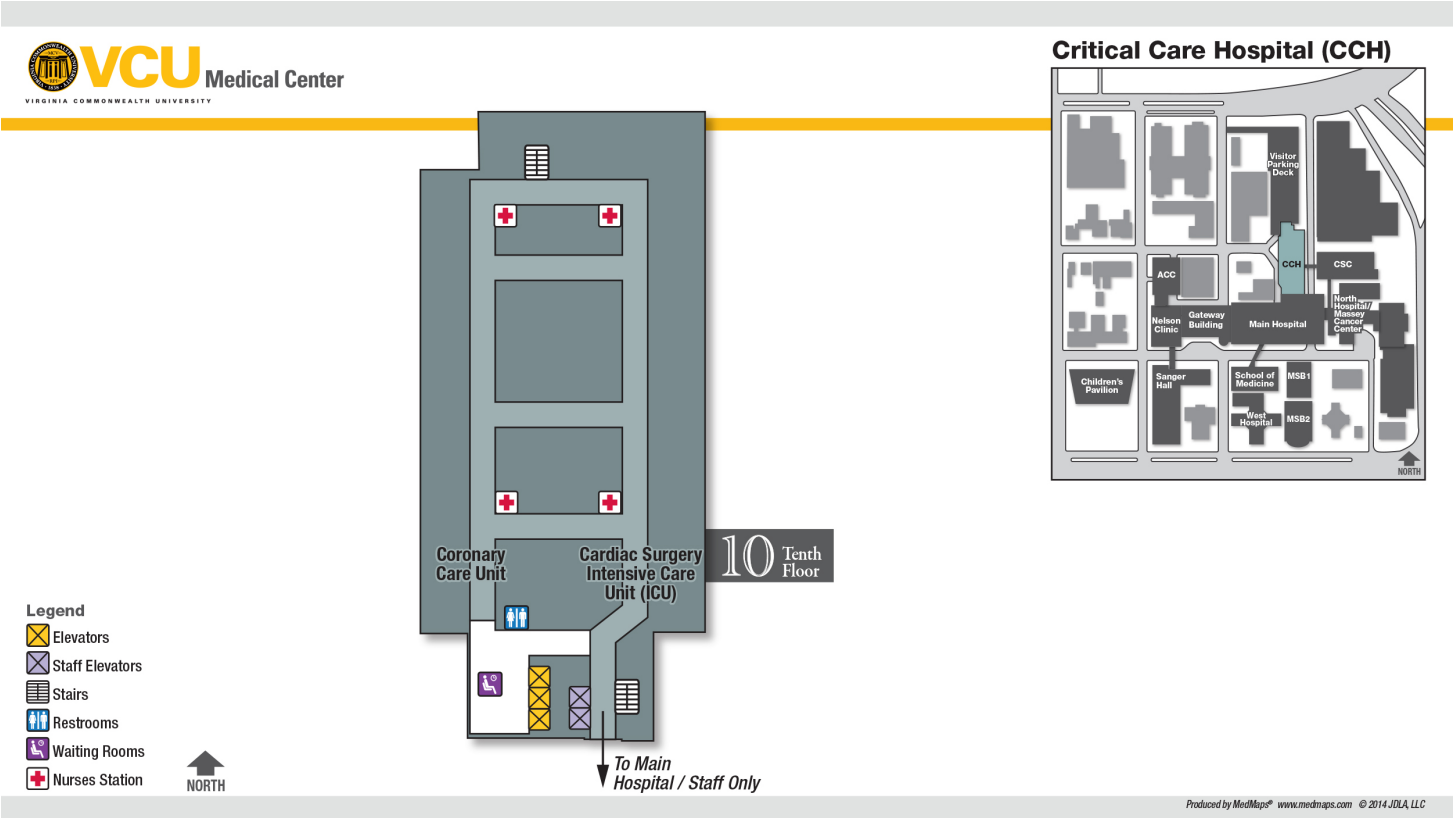 VCU Medical Center
VIRGINIA COMMONWEALTH UNIVERSITY
Critical Care Hospital (CCH)
Visitor
Parking
Deck
CCH
CSC
ACC
North
Hospital/
Massey
Cancer
Center
Nelson
Clinic
Gateway
Building
Main Hospital
Children's
Pavilion
Sanger
Hall
School of
Medicine
MSB1
West
Hospital
MSB2
NORTH
Coronary
Care Unit
Cardiac Surgery
Intensive Care
Unit (ICU)
10 Tenth
Floor
Legend
Elevators
Staff Elevators
Stairs
Restrooms
Waiting Rooms
Nurses Station
NORTH
To Main
Hospital / Staff Only
Produced by MedMaps® www.medmaps.com © 2014 JDLA, LLC